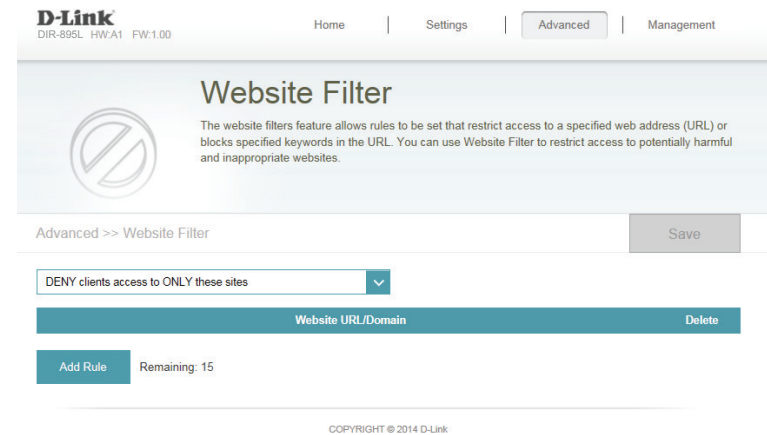 D-Link
DIR-895L HW:A1 FW:1.00
Home
Settings
Advanced
Management
Website Filter
The website filters feature allows rules to be set that restrict access to a specified web address (URL) or
blocks specified keywords in the URL. You can use Website Filter to restrict access to potentially harmful
and inappropriate websites.
Advanced >> Website Filter
Save
DENY clients access to ONLY these sites
Website URL/Domain
Delete
Add Rule
Remaining: 15
COPYRIGHT © 2014 D-Link